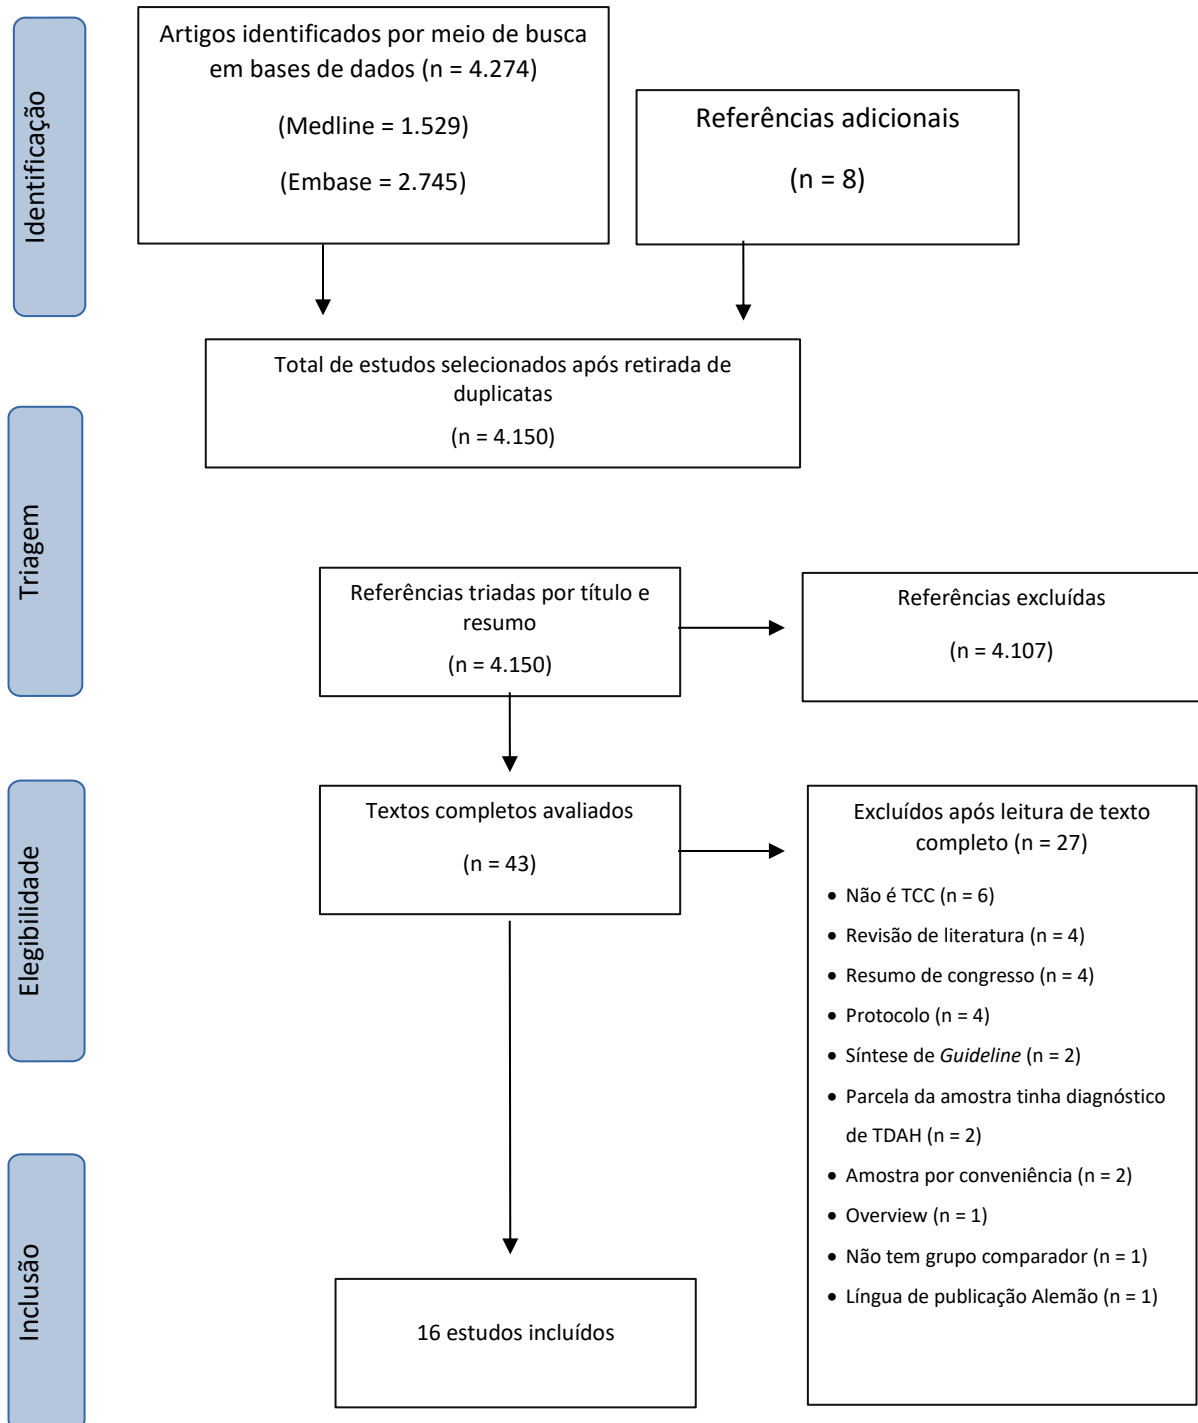 Identificação
Artigos identificados por meio de busca
em bases de dados (n = 4.274)
(Medline = 1.529)
(Embase = 2.745)
Referências adicionais
(n = 8)
Total de estudos selecionados após retirada de
duplicatas
(n = 4.150)
Triagem
Referências triadas por título e
resumo
(n = 4.150)
Referências excluídas
(n = 4.107)
Elegibilidade
Textos completos avaliados
(n = 43)
Excluídos após leitura de texto
completo (n = 27)
• Não é TCC (n = 6)
• Revisão de literatura (n = 4)
• Resumo de congresso (n = 4)
• Protocolo (n = 4)
• Síntese de Guideline (n = 2)
• Parcela da amostra tinha diagnóstico
de TDAH (n = 2)
• Amostra por conveniência (n = 2)
• Overview (n = 1)
• Não tem grupo comparador (n = 1)
• Língua de publicação Alemão (n = 1)
Inclusão
16 estudos incluídos